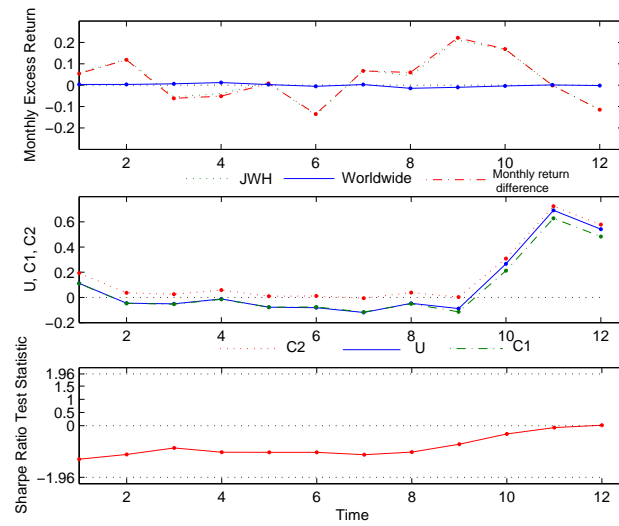 Monthly Excess Return
0.2
0.1
0
−0.1
−0.2
2 4 6 8 10 12
JWH Worldwide Monthly return difference
U, C1, C2
0.6
0.4
0.2
0
−0.2
2 4 6 8 10 12
C2 U C1
Sharpe Ratio Test Statistic
1.96
1.5
1
0.5
0
−1.96
2 4 6 8 10 12
Time